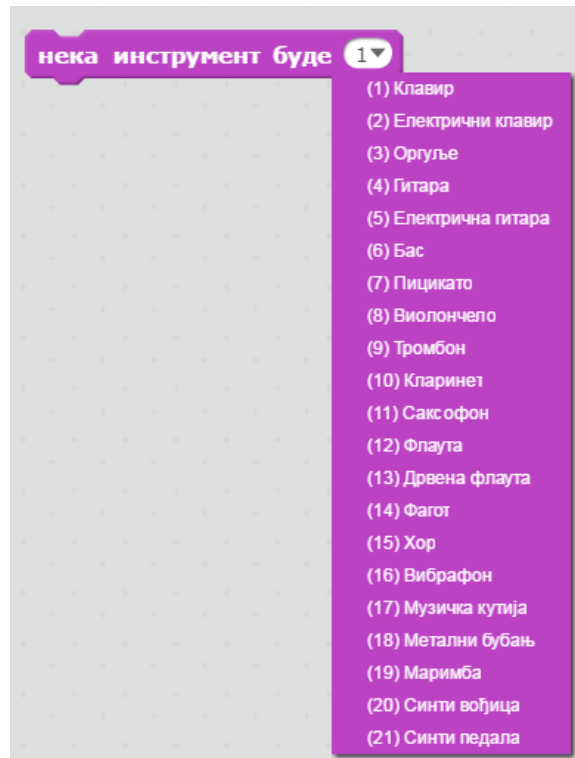 нека инструмент буде 1
(1) Клавир
(2) Електрични клавир
(3) Оргуље
(4) Гитара
(5) Електрична гитара
(6) Бас
(7) Пицикато
(8) Виолончело
(9) Тромбон
(10) Кларинет
(11) Саксофон
(12) Флаута
(13) Дрвена флаута
(14) Фагот
(15) Хор
(16) Вибрафон
(17) Музичка кутија
(18) Метални бубањ
(19) Маримба
(20) Синти вођица
(21) Синти педала